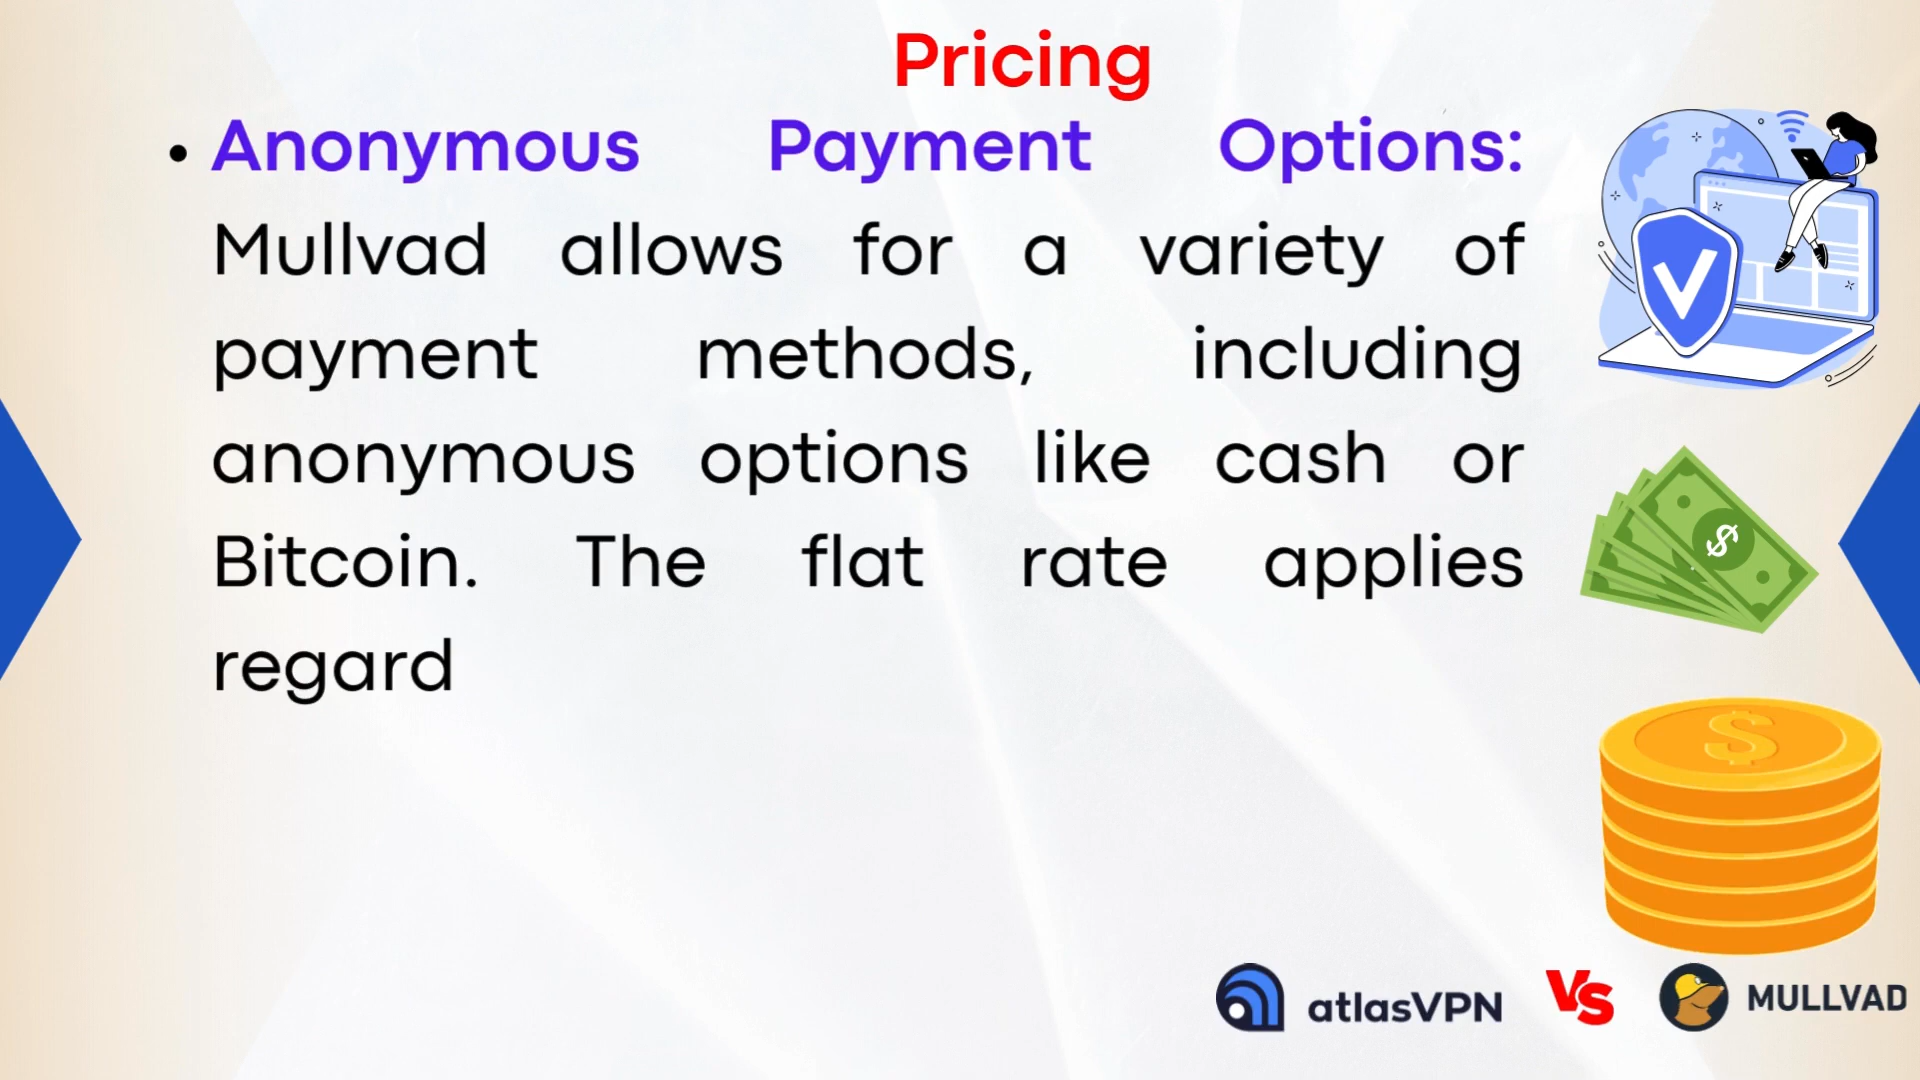 Pricing
• Anonymous Payment Options:
Mullvad allows for a variety of
payment methods, including
anonymous options like cash or
Bitcoin. The flat rate applies
regard
$
$
atlasVPN VS MULLVAD